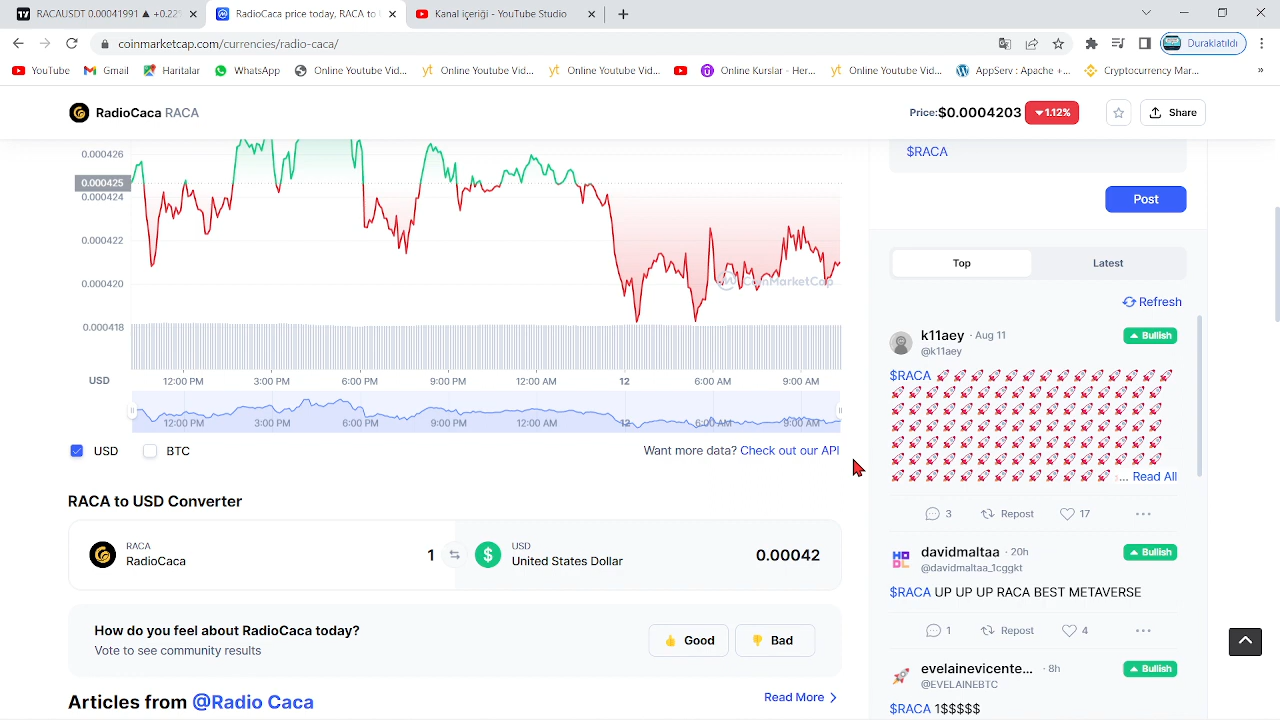 RACAUSDT 0.00041991 ▲ +0.22
RadioCaca price today, RACA to
Kanal içeriği - YouTube Studio
coinmarketcap.com/currencies/radio-caca/
Duraklatıldı
YouTube
Gmail
Haritalar
WhatsApp
Online Youtube Vid...
Online Youtube Vid...
Online Youtube Vid...
Online Kurslar - Her...
Online Youtube Vid...
AppServ : Apache +...
Cryptocurrency Mar...
»
RadioCaca RACA
Price: $0.0004203 ▼1.12%
Share
0.000426
0.000425
0.000424
0.000422
0.000420
0.000418
CoinMarketCap
USD
12:00 PM 3:00 PM 6:00 PM 9:00 PM 12:00 AM 12 6:00 AM 9:00 AM
12:00 PM 3:00 PM 6:00 PM 9:00 PM 12:00 AM 12 6:00 AM 9:00 AM
USD BTC
Want more data? Check out our API
RACA to USD Converter
RACA
RadioCaca
1
$
USD
United States Dollar
0.00042
How do you feel about RadioCaca today?
Vote to see community results
👍 Good
👎 Bad
Articles from @Radio Caca
Read More >
$RACA
Post
Top Latest
Refresh
k11aey · Aug 11
@k11aey
Bullish
$RACA 🚀🚀🚀🚀🚀🚀🚀🚀🚀🚀🚀🚀🚀🚀
🚀🚀🚀🚀🚀🚀🚀🚀🚀🚀🚀🚀🚀🚀🚀🚀
🚀🚀🚀🚀🚀🚀🚀🚀🚀🚀🚀🚀🚀🚀🚀🚀
🚀🚀🚀🚀🚀🚀🚀🚀🚀🚀🚀🚀🚀🚀🚀🚀
🚀🚀🚀🚀🚀🚀🚀🚀🚀🚀🚀🚀🚀🚀🚀🚀
🚀🚀🚀🚀🚀🚀🚀🚀🚀🚀🚀🚀🚀🚀🚀🚀
🚀🚀🚀🚀🚀🚀🚀🚀🚀🚀🚀🚀🚀 ... Read All
3 Repost 17
davidmaltaa · 20h
@davidmaltaa_1cggkt
Bullish
$RACA UP UP UP RACA BEST METAVERSE
1 Repost 4
evelainevicente... · 8h
@EVELAINEBTC
Bullish
$RACA 1$$$$$